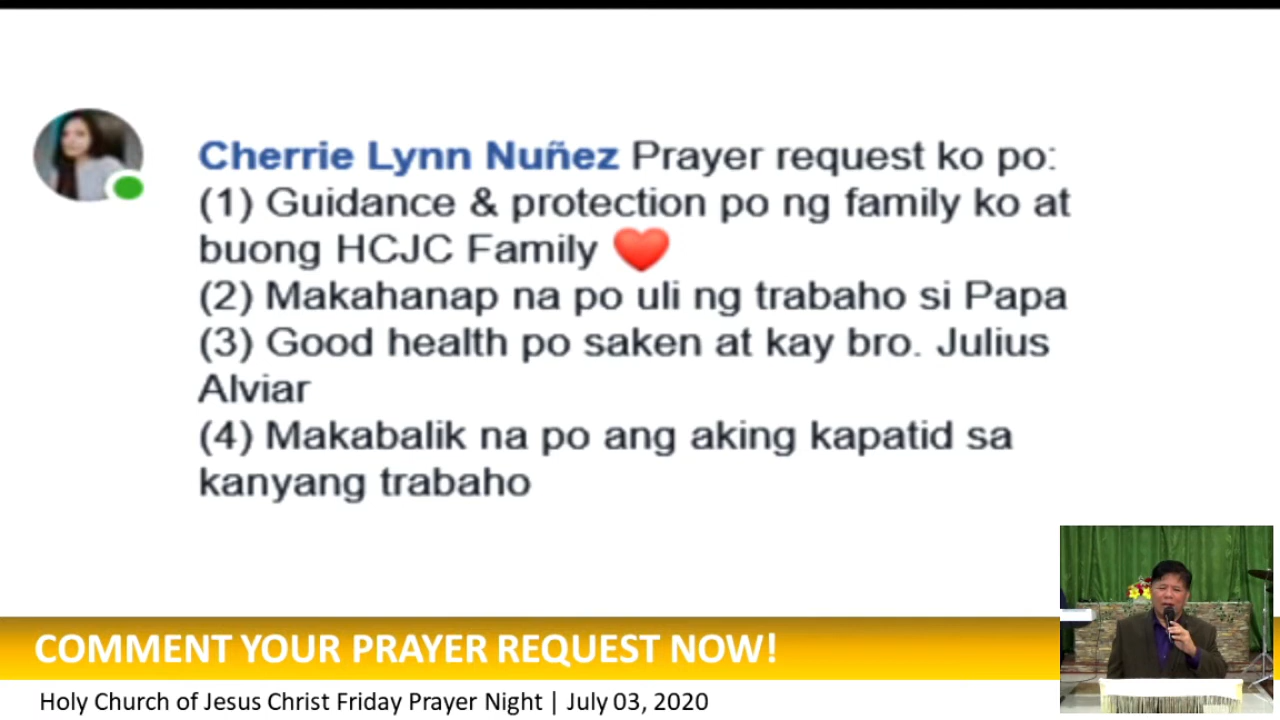 Cherrie Lynn Nuñez Prayer request ko po:
(1) Guidance & protection po ng family ko at
buong HCJC Family ❤️
(2) Makahanap na po uli ng trabaho si Papa
(3) Good health po saken at kay bro. Julius
Alviar
(4) Makabalik na po ang aking kapatid sa
kanyang trabaho
COMMENT YOUR PRAYER REQUEST NOW!
Holy Church of Jesus Christ Friday Prayer Night | July 03, 2020